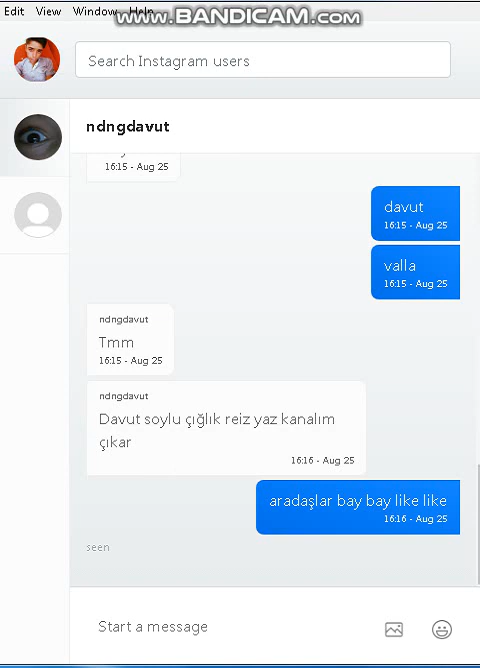 Edit View Window Help
www.BANDICAM.com
Search Instagram users
ndngdavut
16:15 - Aug 25
davut
16:15 - Aug 25
valla
16:15 - Aug 25
ndngdavut
Tmm
16:15 - Aug 25
ndngdavut
Davut soylu çığlık reiz yaz kanalım
çıkar
16:16 - Aug 25
aradaşlar bay bay like like
16:16 - Aug 25
seen
Start a message